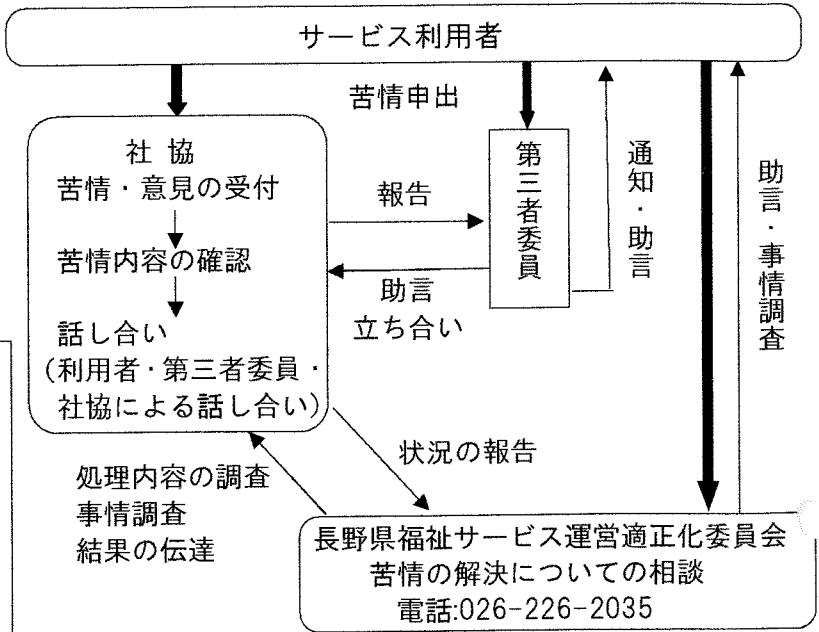 サービス利用者
苦情申出
社 協
苦情・意見の受付
苦情内容の確認
話し合い
(利用者・第三者委員・
社協による話し合い)
報告
助言
立ち合い
第三者委員
通知・助言
助言・事情調査
状況の報告
処理内容の調査
事情調査
結果の伝達
長野県福祉サービス運営適正化委員会
苦情の解決についての相談
電話:026-226-2035